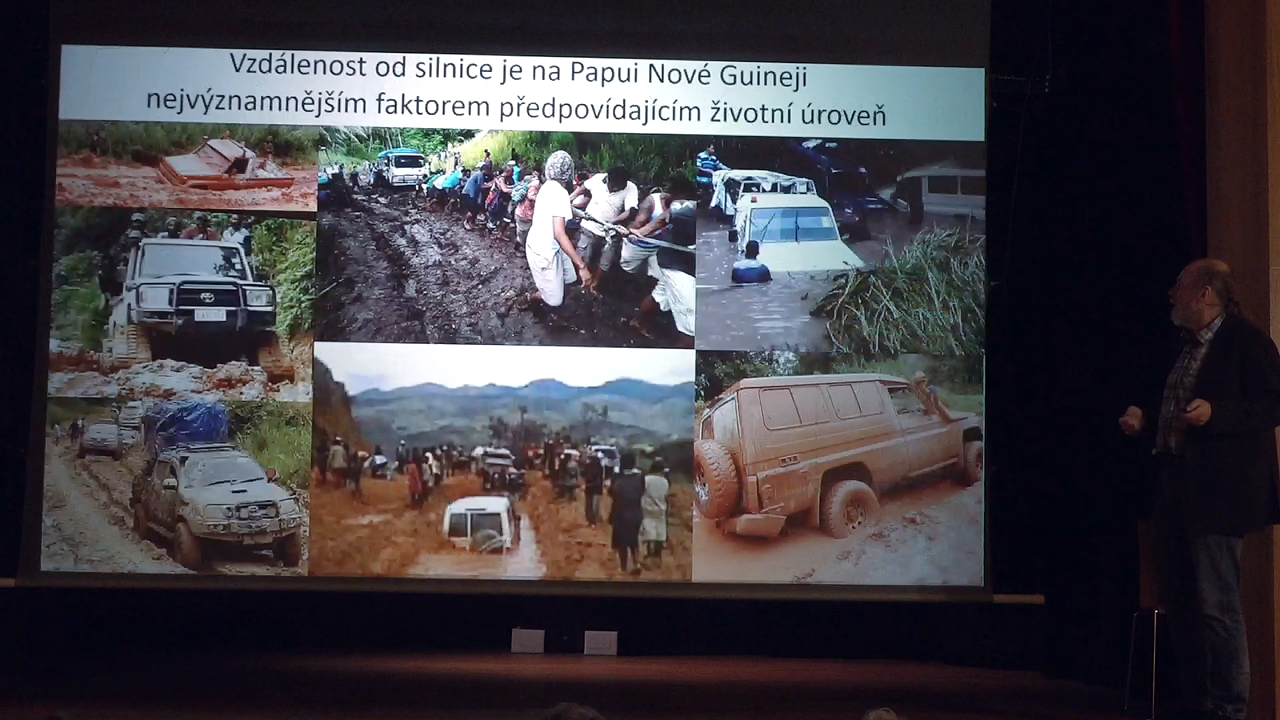 Vzdálenost od silnice je na Papui Nové Guineji
nejvýznamnějším faktorem předpovídajícím životní úroveň